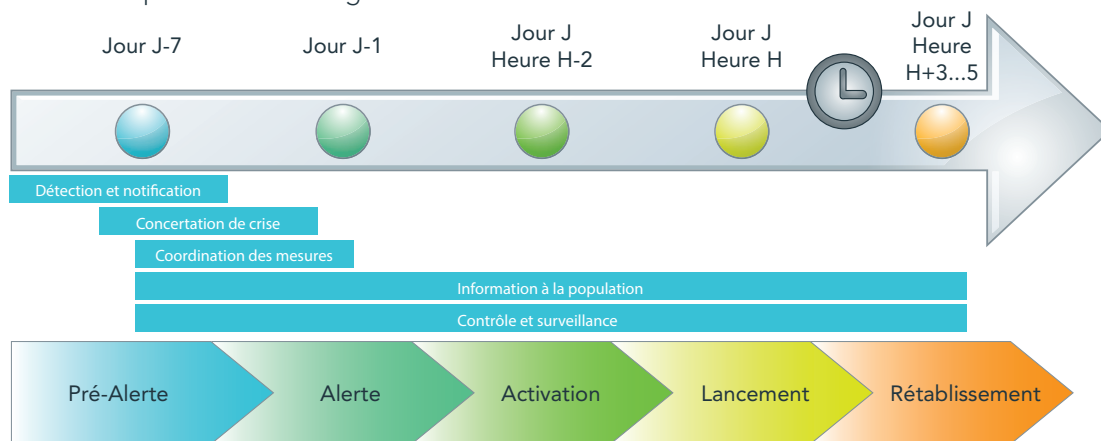 Jour J-7
Jour J-1
Jour J
Heure H-2
Jour J
Heure H
Jour J
Heure
H+3...5
Détection et notification
Concertation de crise
Coordination des mesures
Information à la population
Contrôle et surveillance
Pré-Alerte
Alerte
Activation
Lancement
Rétablissement